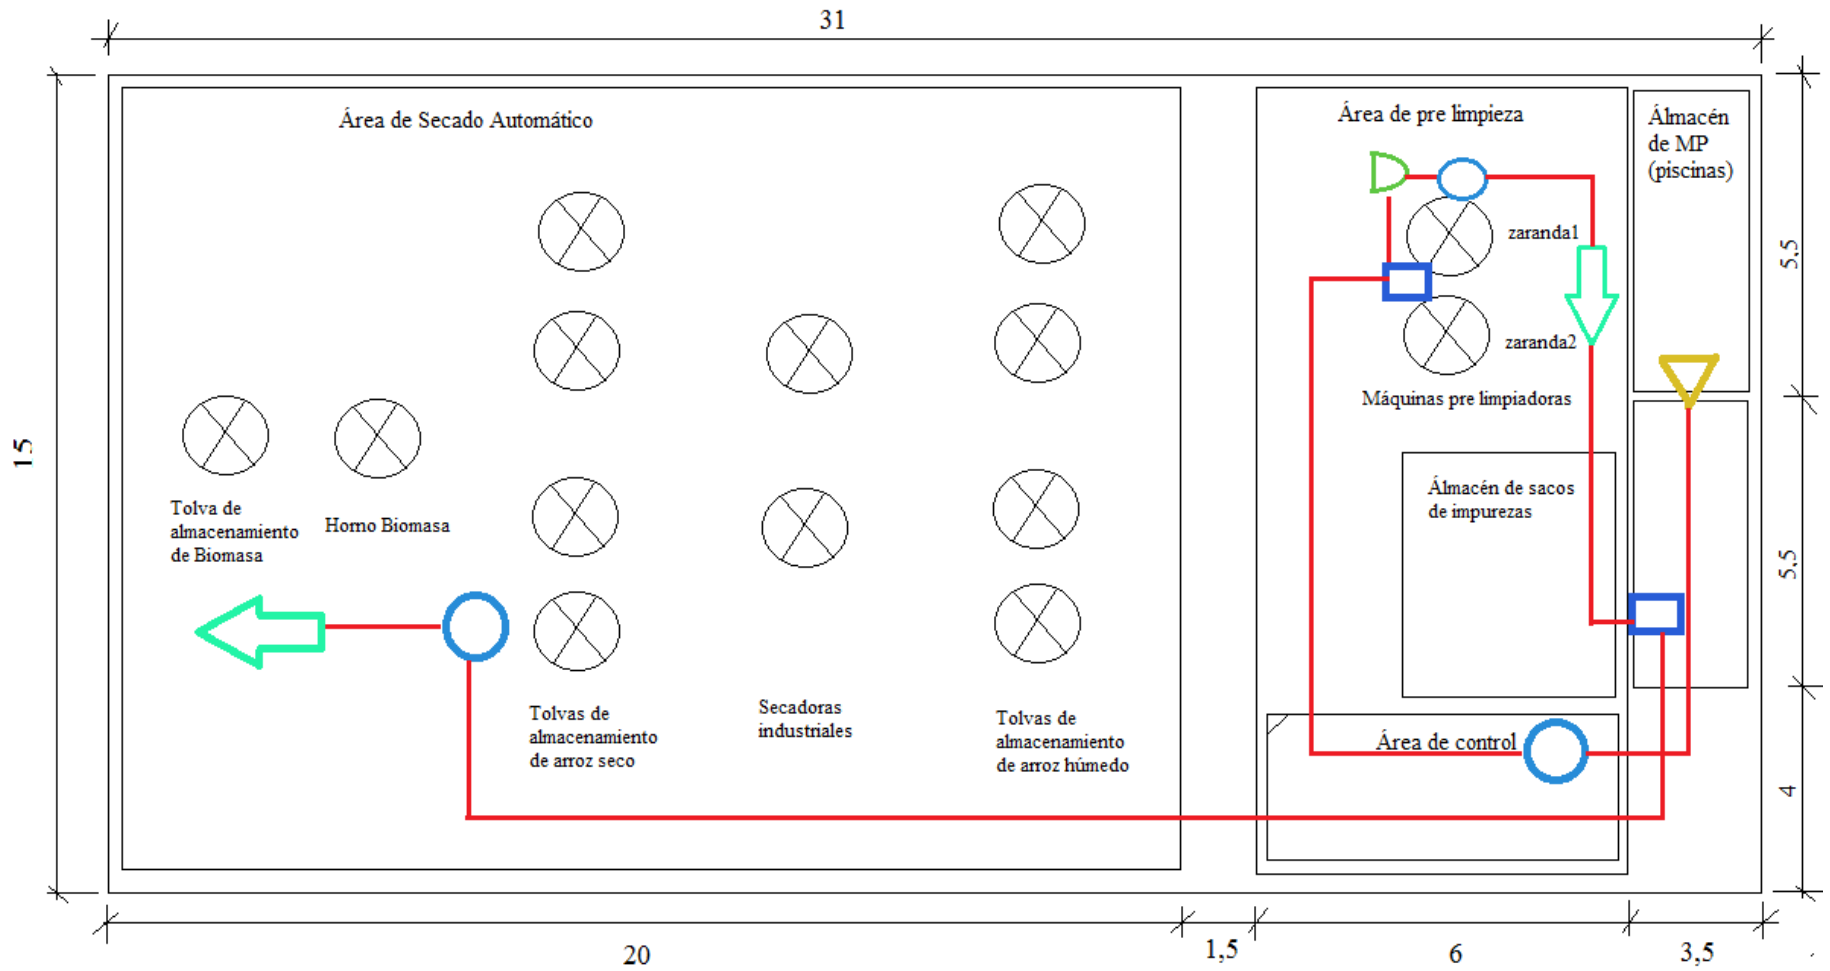 31
Área de Secado Automático
Área de pre limpieza
Álmacén
de MP
(piscinas)
zaranda1
5,5
zaranda2
Máquinas pre limpiadoras
15
Tolva de
almacenamiento
de Biomasa
Horno Biomasa
Álmacén de sacos
de impurezas
5,5
Tolvas de
almacenamiento
de arroz seco
Secadoras
industriales
Tolvas de
almacenamiento
de arroz húmedo
Área de control
4
20
1,5
6
3,5